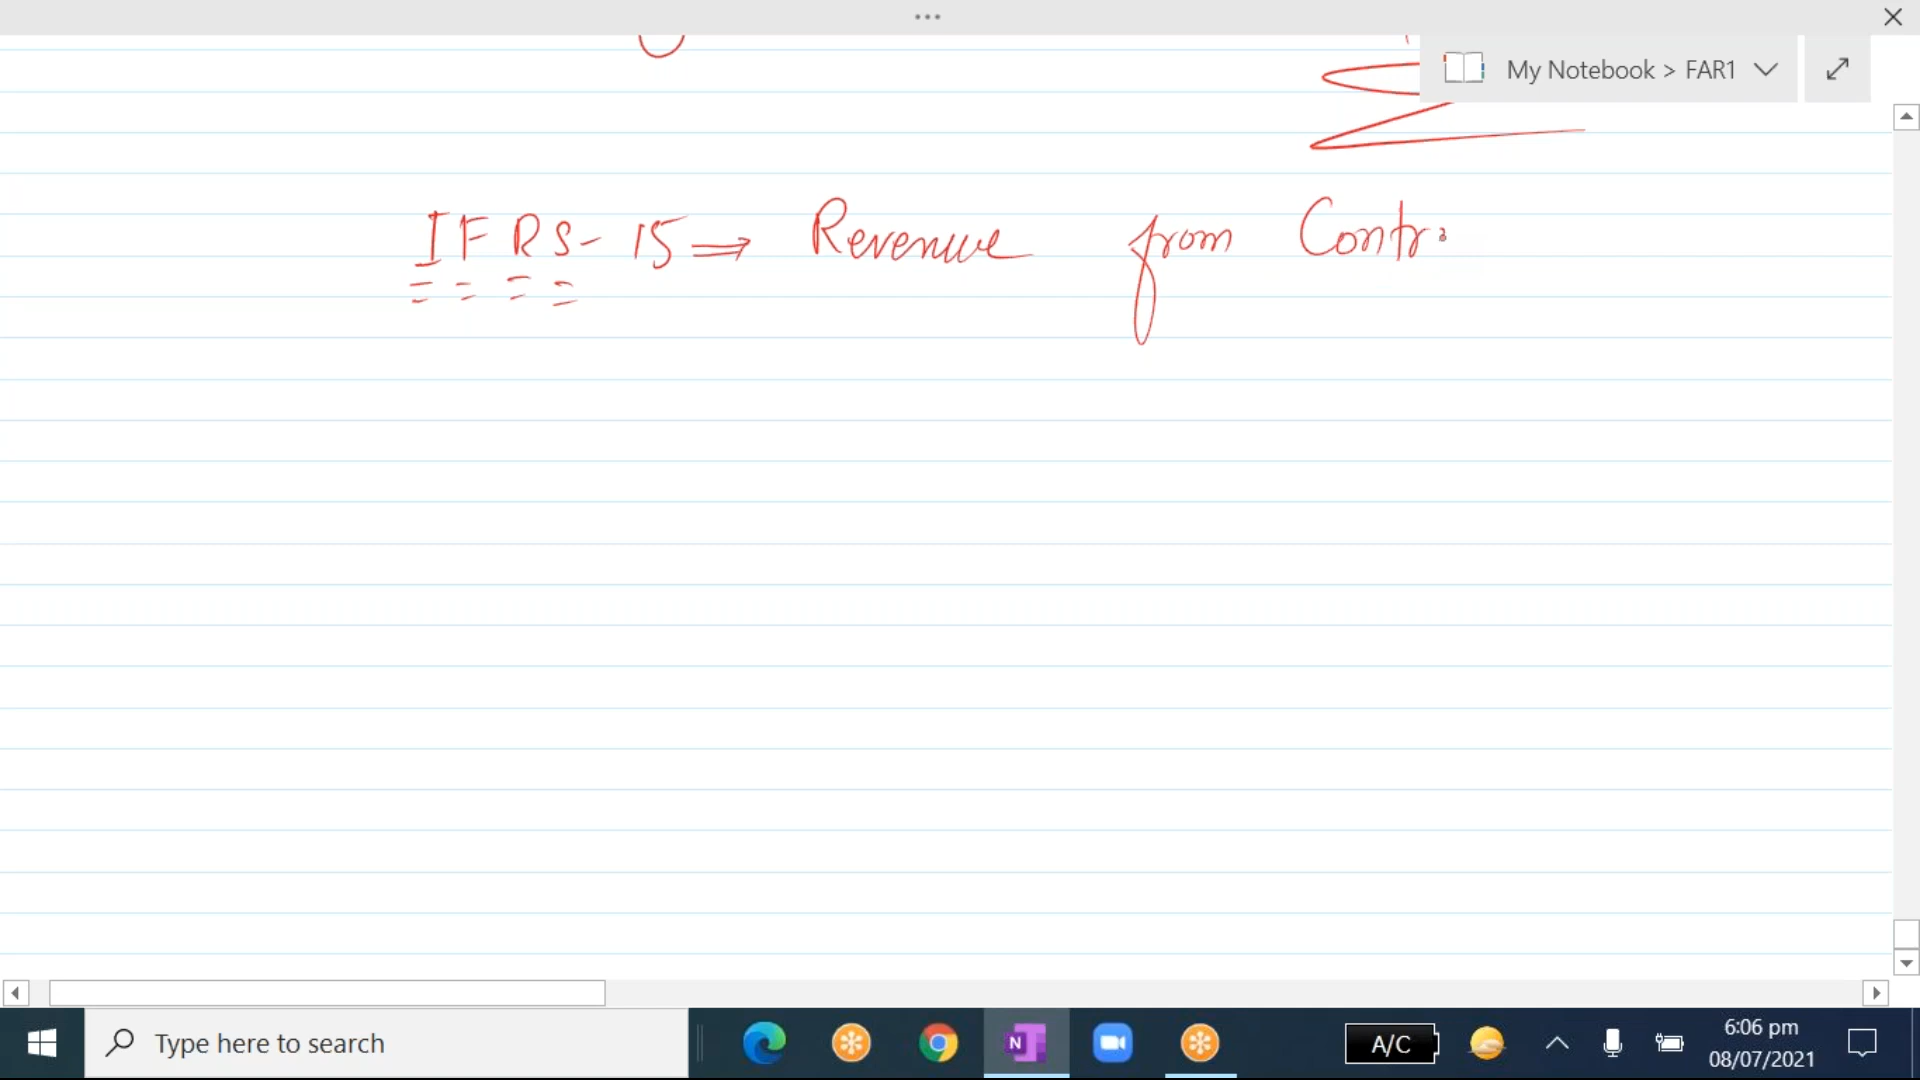 My Notebook > FAR1
IFRS-15 ⇒ Revenue from Contr
Type here to search
A/C
6:06 pm
08/07/2021